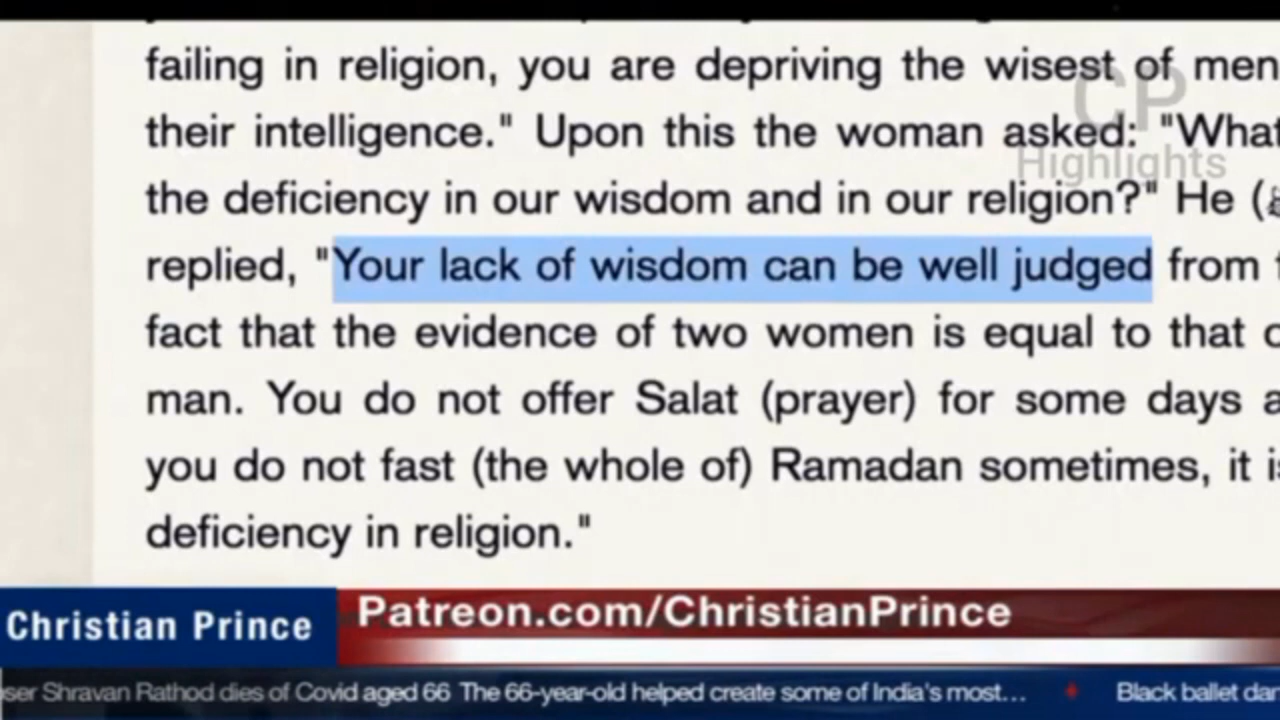 failing in religion, you are depriving the wisest of men
their intelligence." Upon this the woman asked: "What
the deficiency in our wisdom and in our religion?" He (
replied, "Your lack of wisdom can be well judged from
fact that the evidence of two women is equal to that
man. You do not offer Salat (prayer) for some days
you do not fast (the whole of) Ramadan sometimes, it
deficiency in religion."
CP
Highlights
Christian Prince
Patreon.com/ChristianPrince
Shravan Rathod dies of Covid aged 66 The 66-year-old helped create some of India's most... Black ballet